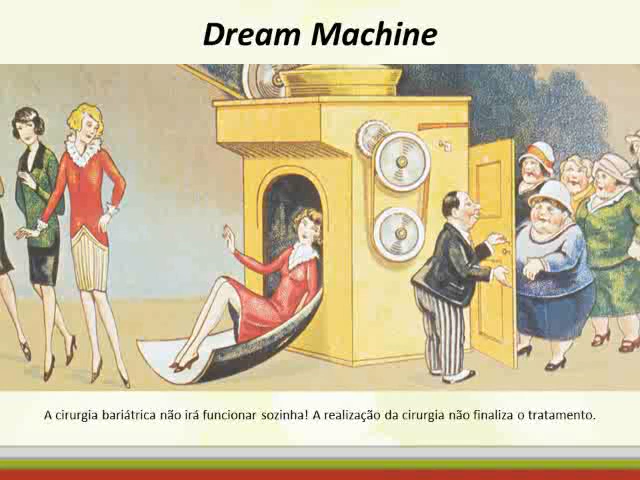 Dream Machine
A cirurgia bariátrica não irá funcionar sozinha! A realização da cirurgia não finaliza o tratamento.